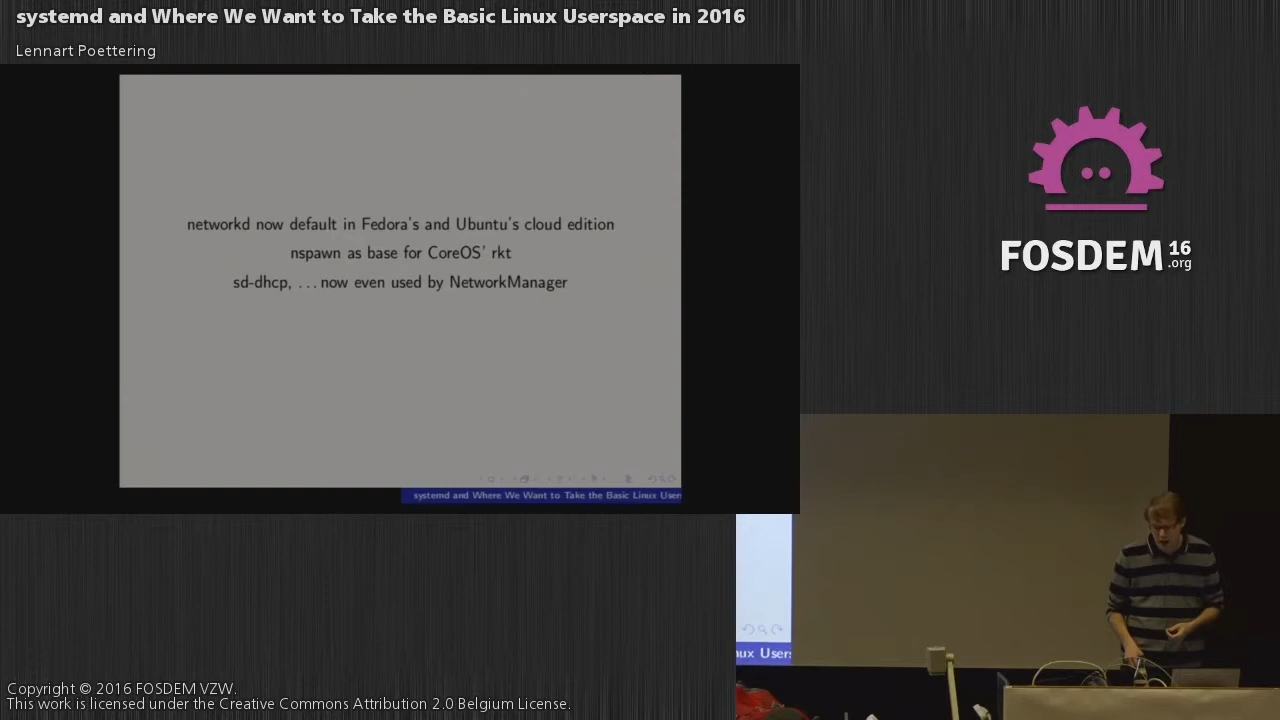 systemd and Where We Want to Take the Basic Linux Userspace in 2016
Lennart Poettering
networkd now default in Fedora's and Ubuntu's cloud edition
nspawn as base for CoreOS' rkt
sd-dhcp, ... now even used by NetworkManager
systemd and Where We Want to Take the Basic Linux Users
FOSDEM 16
.org
nux Users
Copyright © 2016 FOSDEM VZW.
This work is licensed under the Creative Commons Attribution 2.0 Belgium License.